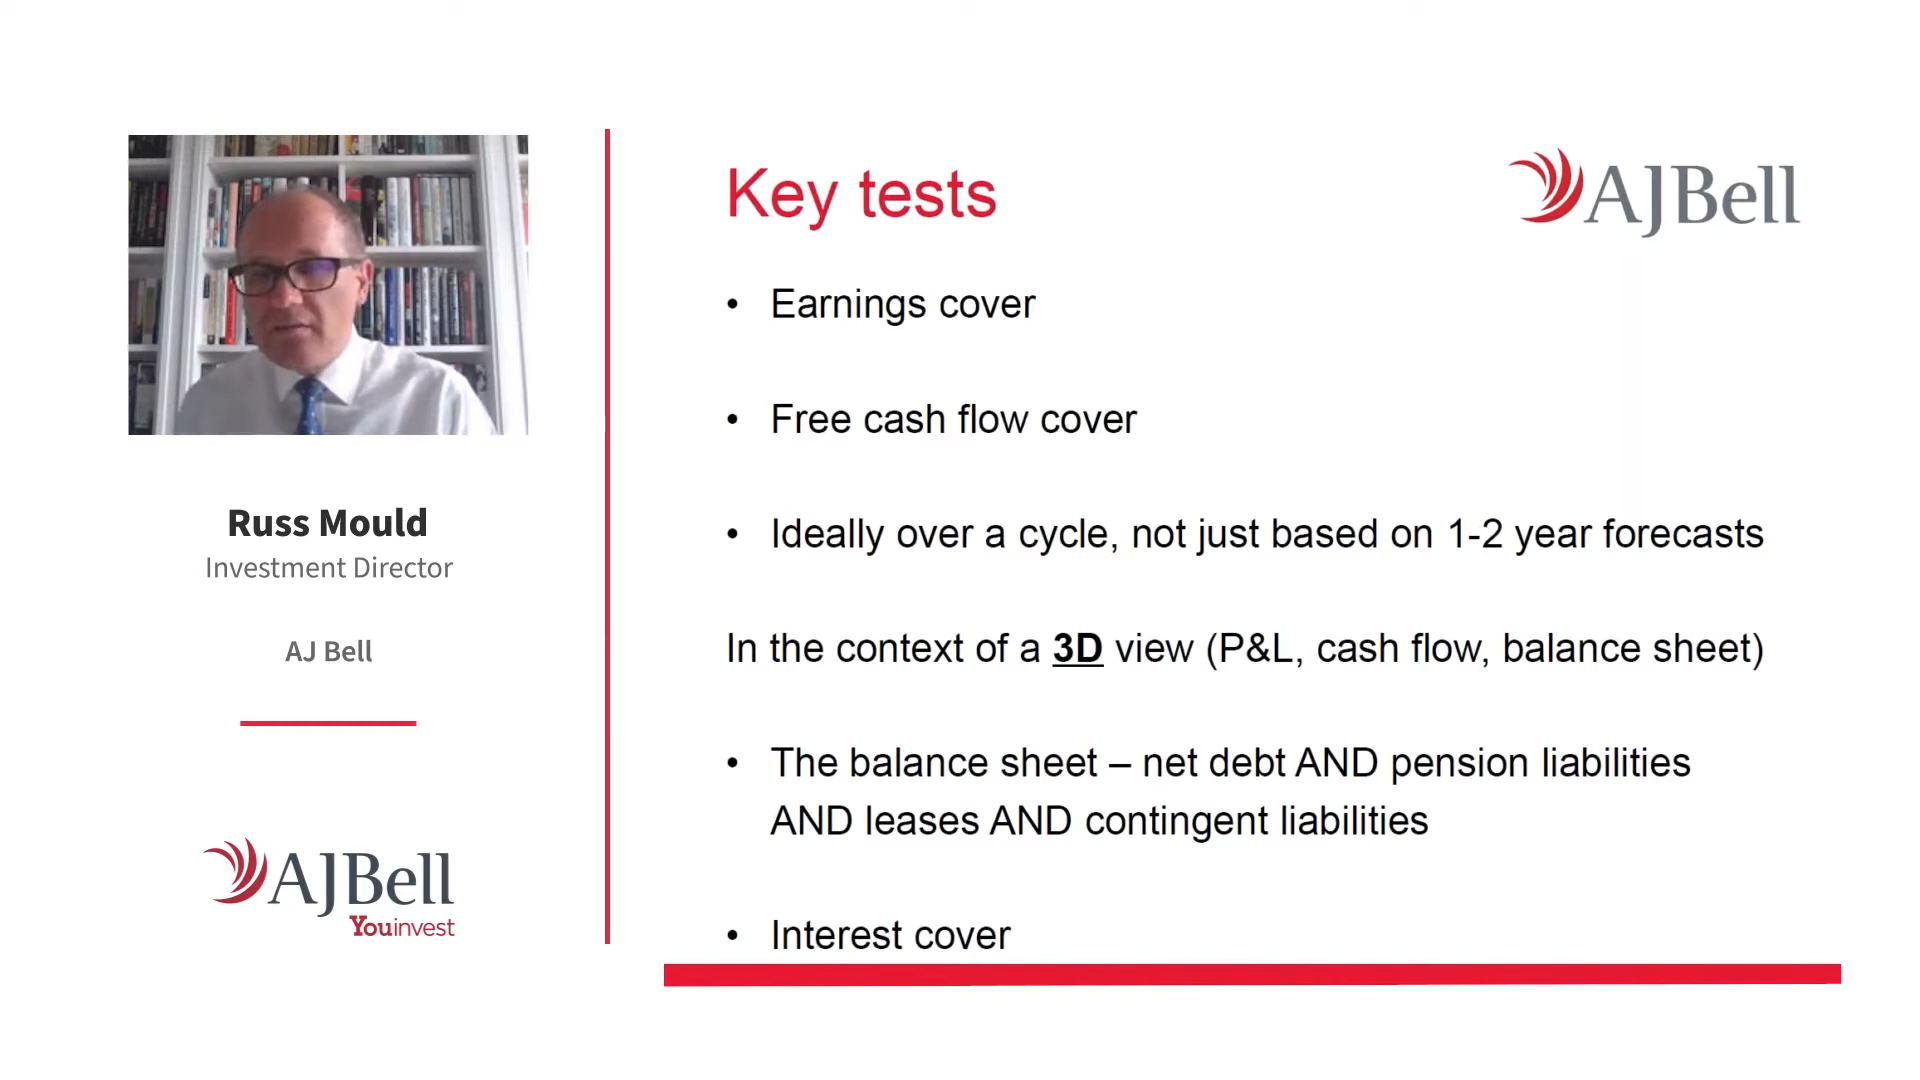 Russ Mould
Investment Director
AJ Bell
AJBell
Youinvest
Key tests
AJBell
• Earnings cover
• Free cash flow cover
• Ideally over a cycle, not just based on 1-2 year forecasts
In the context of a 3D view (P&L, cash flow, balance sheet)
• The balance sheet – net debt AND pension liabilities
AND leases AND contingent liabilities
• Interest cover